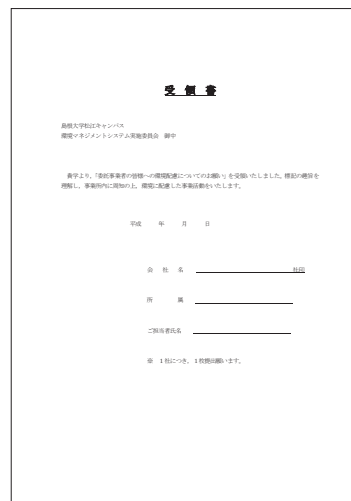 受 領 書
島根大学松江キャンパス
環境マネジメントシステム実施委員会 御中
貴学より、「委託事業者の皆様への環境配慮についてのお願い」を受領いたしました。標記の趣旨を
理解し、事業所内に周知の上、環境に配慮した事業活動をいたします。
平成 年 月 日
会 社 名 社印
所 属
ご担当者氏名
※ 1社につき、1枚提出願います。